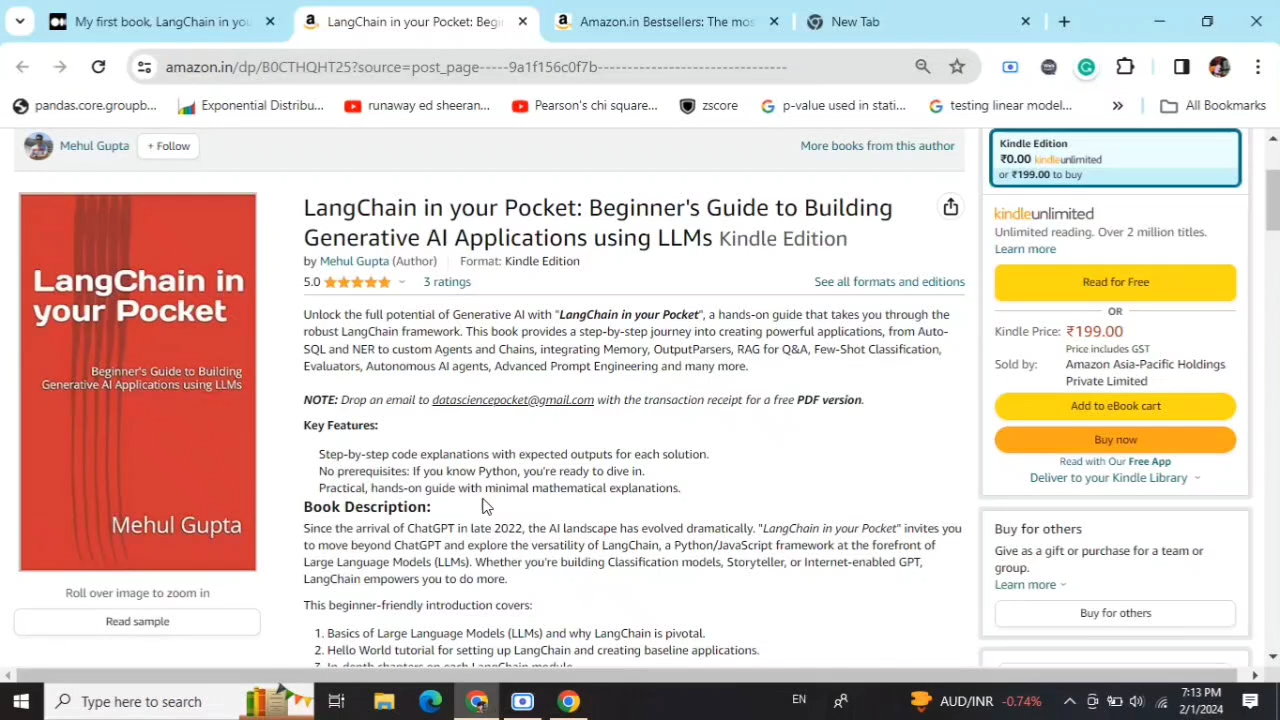 My first book, LangChain in you
LangChain in your Pocket: Begin
Amazon.in Bestsellers: The mos
New Tab
amazon.in/dp/B0CTHQHT25?source=post_page-----9a1f156c0f7b--------------------------------
pandas.core.groupb...
Exponential Distribu...
runaway ed sheeran...
Pearson's chi square...
zscore
p-value used in stati...
testing linear model...
All Bookmarks
Mehul Gupta
+ Follow
More books from this author
LangChain in
your Pocket
Beginner's Guide to Building
Generative AI Applications using LLMs
Mehul Gupta
Roll over image to zoom in
Read sample
LangChain in your Pocket: Beginner's Guide to Building
Generative AI Applications using LLMs Kindle Edition
by Mehul Gupta (Author) Format: Kindle Edition
5.0 3 ratings
See all formats and editions
Unlock the full potential of Generative AI with "LangChain in your Pocket", a hands-on guide that takes you through the
robust LangChain framework. This book provides a step-by-step journey into creating powerful applications, from Auto-
SQL and NER to custom Agents and Chains, integrating Memory, OutputParsers, RAG for Q&A, Few-Shot Classification,
Evaluators, Autonomous AI agents, Advanced Prompt Engineering and many more.
NOTE: Drop an email to datasciencepocket@gmail.com with the transaction receipt for a free PDF version.
Key Features:
Step-by-step code explanations with expected outputs for each solution.
No prerequisites: If you know Python, you're ready to dive in.
Practical, hands-on guide with minimal mathematical explanations.
Book Description:
Since the arrival of ChatGPT in late 2022, the AI landscape has evolved dramatically. "LangChain in your Pocket" invites you
to move beyond ChatGPT and explore the versatility of LangChain, a Python/JavaScript framework at the forefront of
Large Language Models (LLMs). Whether you're building Classification models, Storyteller, or Internet-enabled GPT,
LangChain empowers you to do more.
This beginner-friendly introduction covers:
1. Basics of Large Language Models (LLMs) and why LangChain is pivotal.
2. Hello World tutorial for setting up LangChain and creating baseline applications.
3. In-depth chapters on each LangChain module.
Kindle Edition
₹0.00 kindleunlimited
or ₹199.00 to buy
kindleunlimited
Unlimited reading. Over 2 million titles.
Learn more
Read for Free
OR
Kindle Price: ₹199.00
Price includes GST
Sold by: Amazon Asia-Pacific Holdings
Private Limited
Add to eBook cart
Buy now
Read with Our Free App
Deliver to your Kindle Library
Buy for others
Give as a gift or purchase for a team or
group.
Learn more
Buy for others
Type here to search
EN
AUD/INR -0.74%
7:13 PM
2/1/2024